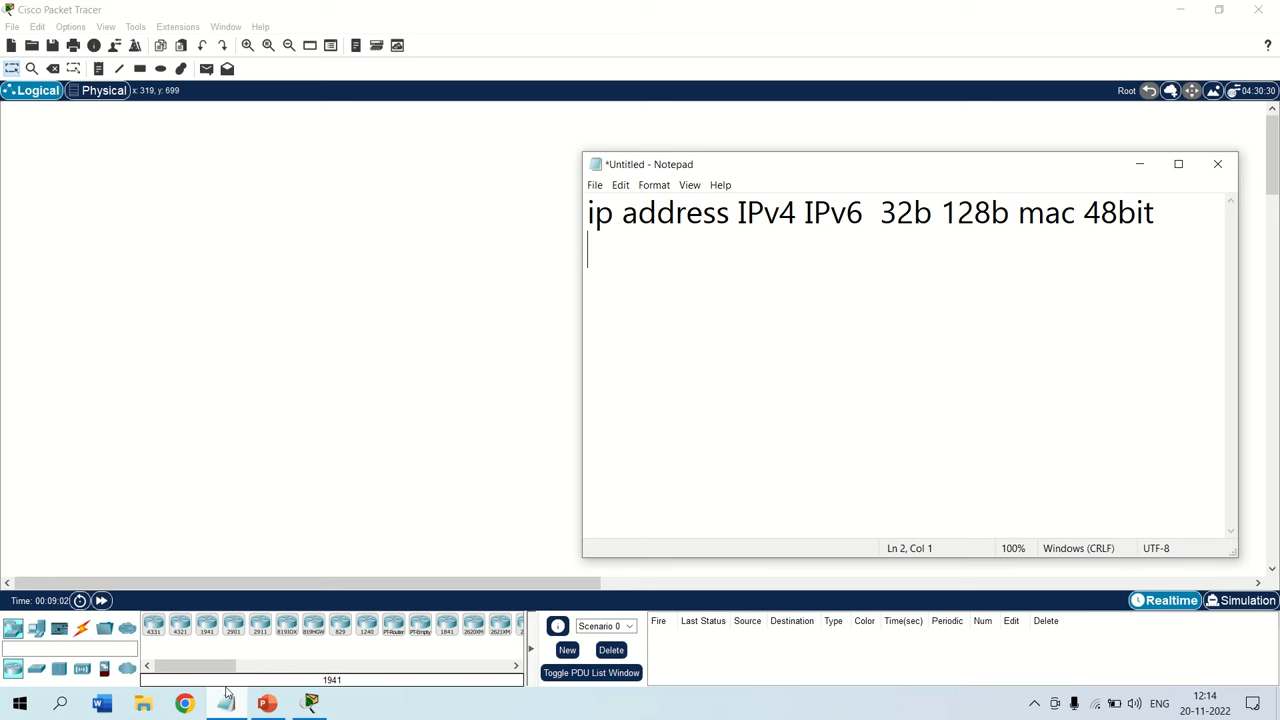 Cisco Packet Tracer
File Edit Options View Tools Extensions Window Help
Logical Physical x: 319, y: 699 Root 04:30:30
*Untitled - Notepad
File Edit Format View Help
ip address IPv4 IPv6  32b 128b mac 48bit
Ln 2, Col 1 100% Windows (CRLF) UTF-8
Time: 00:09:02 Realtime Simulation
4331 4321 1941 2901 2911 819IOX 819HGW 829 1240 PT-Router PT-Empty 1841 2620XM 2621XM 2
Scenario 0
New Delete
Toggle PDU List Window
Fire Last Status Source Destination Type Color Time(sec) Periodic Num Edit Delete
1941
ENG 12:14
20-11-2022